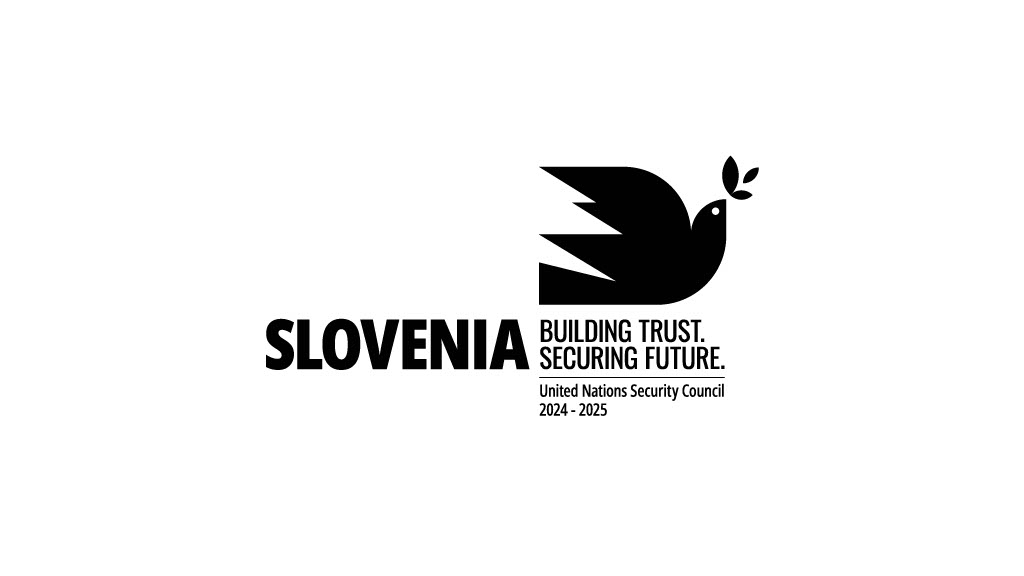 SLOVENIA
BUILDING TRUST.
SECURING FUTURE.
United Nations Security Council
2024 - 2025